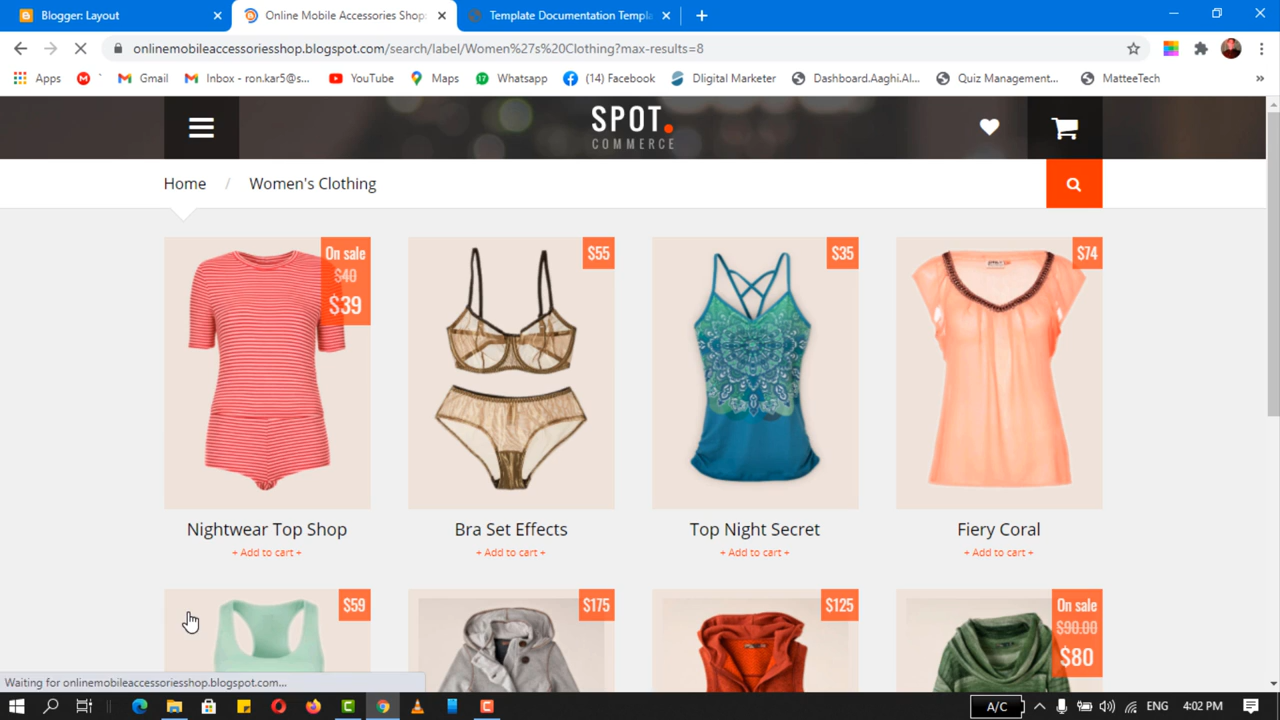 Blogger: Layout
Online Mobile Accessories Shop:
Template Documentation Templa
onlinemobileaccessoriesshop.blogspot.com/search/label/Women%27s%20Clothing?max-results=8
Apps
Gmail
Inbox - ron.kar5@s...
YouTube
Maps
Whatsapp
(14) Facebook
DIigital Marketer
Dashboard.Aaghi.Al...
Quiz Management...
MatteeTech
SPOT.
COMMERCE
Home / Women's Clothing
On sale
$40
$39
$55
$35
$74
Nightwear Top Shop
Bra Set Effects
Top Night Secret
Fiery Coral
+ Add to cart +
+ Add to cart +
+ Add to cart +
+ Add to cart +
$59
$175
$125
On sale
$90.00
$80
Waiting for onlinemobileaccessoriesshop.blogspot.com...
A/C
ENG
4:02 PM